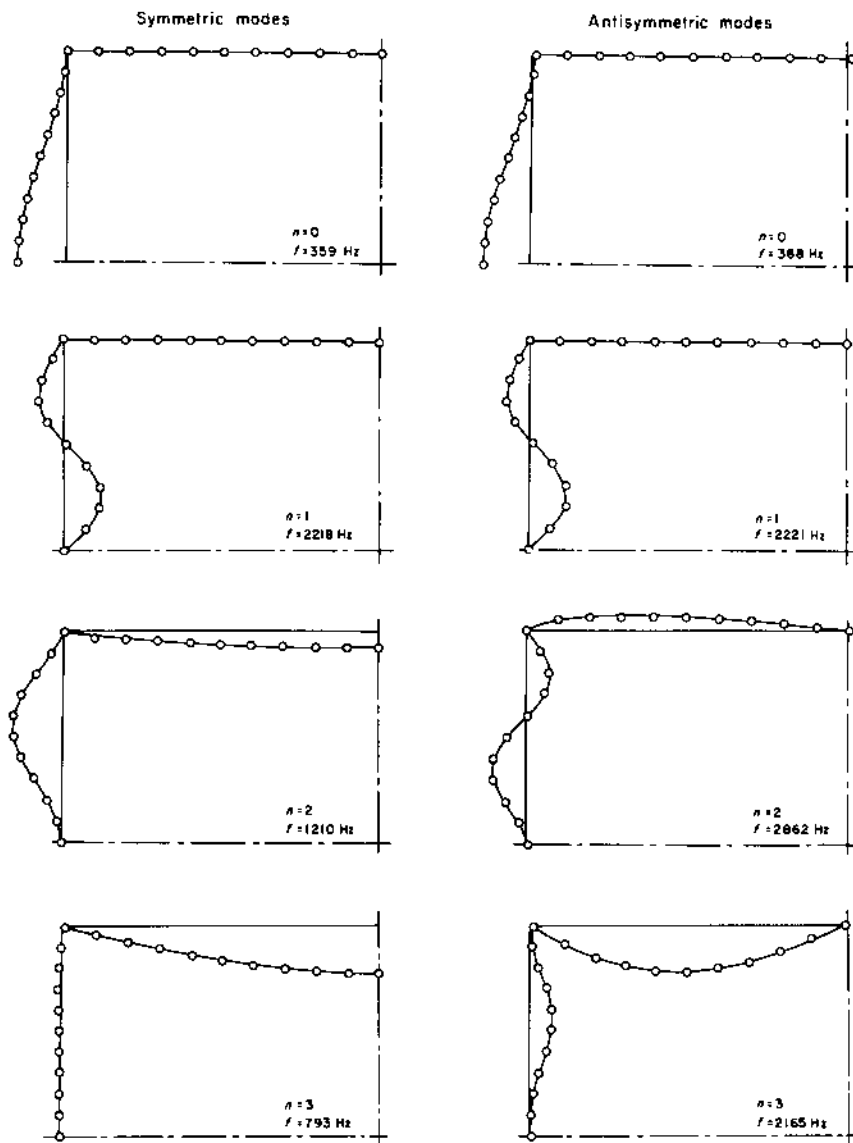 Symmetric modes
Antisymmetric modes
n=0
f=359 Hz
n=0
f=368 Hz
n=1
f=2218 Hz
n=1
f=2221 Hz
n=2
f=1210 Hz
n=2
f=2862 Hz
n=3
f=793 Hz
n=3
f=2165 Hz